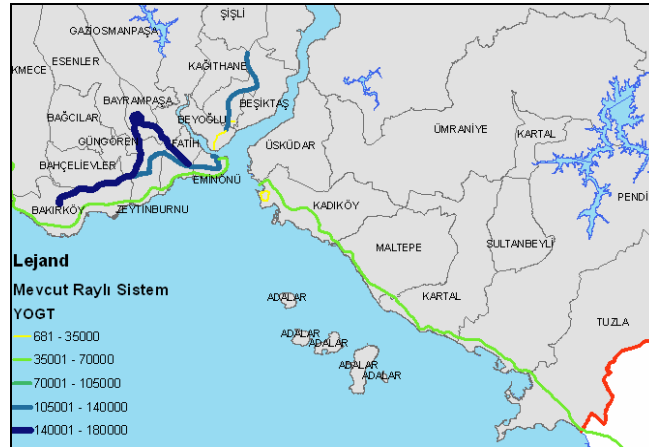 ŞİŞLİ
GAZİOSMANPAŞA
KMECE
ESENLER
KAĞITHANE
BAYRAMPAŞA
BEŞİKTAŞ
BEYOĞLU
BAĞCILAR
ÜMRANİYE
KARTAL
GÜNGÖREN
FATİH
ÜSKÜDAR
BAHÇELİEVLER
EMİNÖNÜ
PENDİ
BAKIRKÖY
ZEYTİNBURNU
KADIKÖY
MALTEPE
SULTANBEYLİ
KARTAL
TUZLA
ADALAR
ADALAR
ADALAR
ADALAR
ADALAR
Lejand
Mevcut Raylı Sistem
YOGT
681 - 35000
35001 - 70000
70001 - 105000
105001 - 140000
140001 - 180000